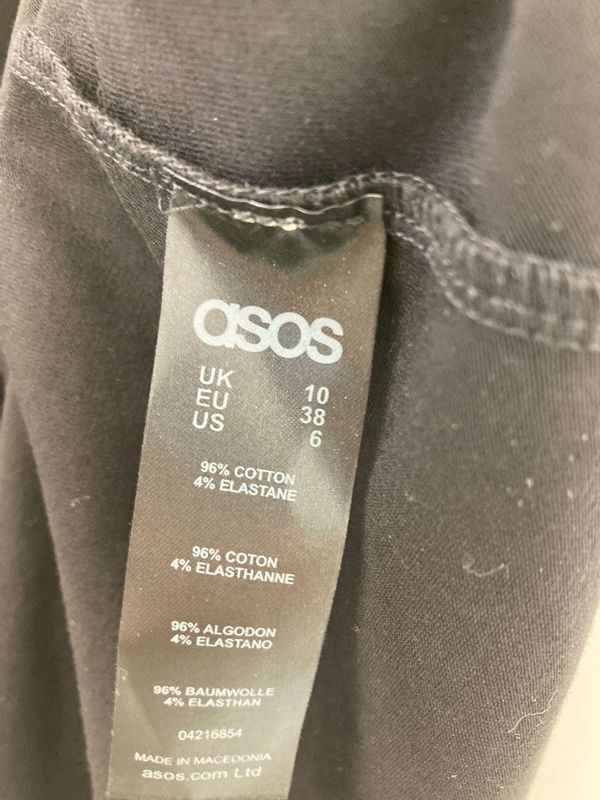 asos
UK 10
EU 38
US 6
96% COTTON
4% ELASTANE
96% COTON
4% ELASTHANNE
96% ALGODON
4% ELASTANO
96% BAUMWOLLE
4% ELASTHAN
04216854
MADE IN MACEDONIA
asos.com Ltd